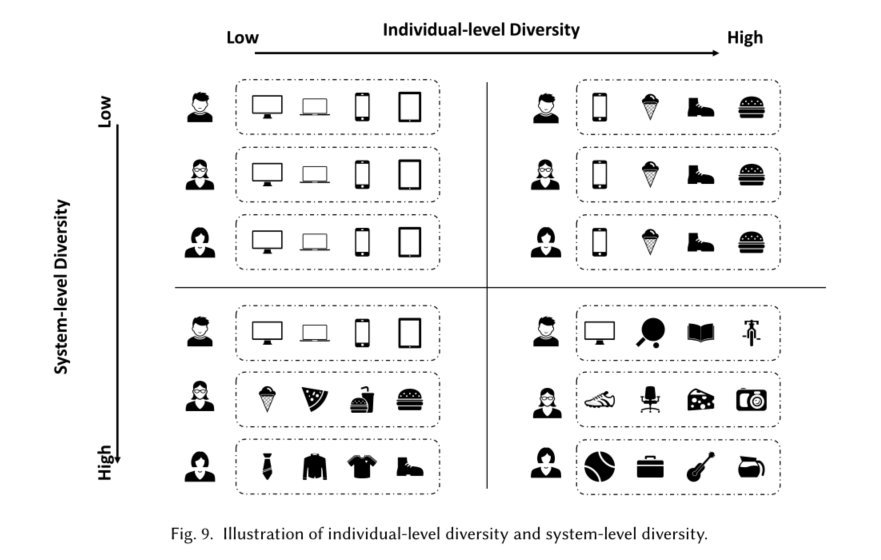 Individual-level Diversity
Low
High
Low
System-level Diversity
High
Fig. 9. Illustration of individual-level diversity and system-level diversity.